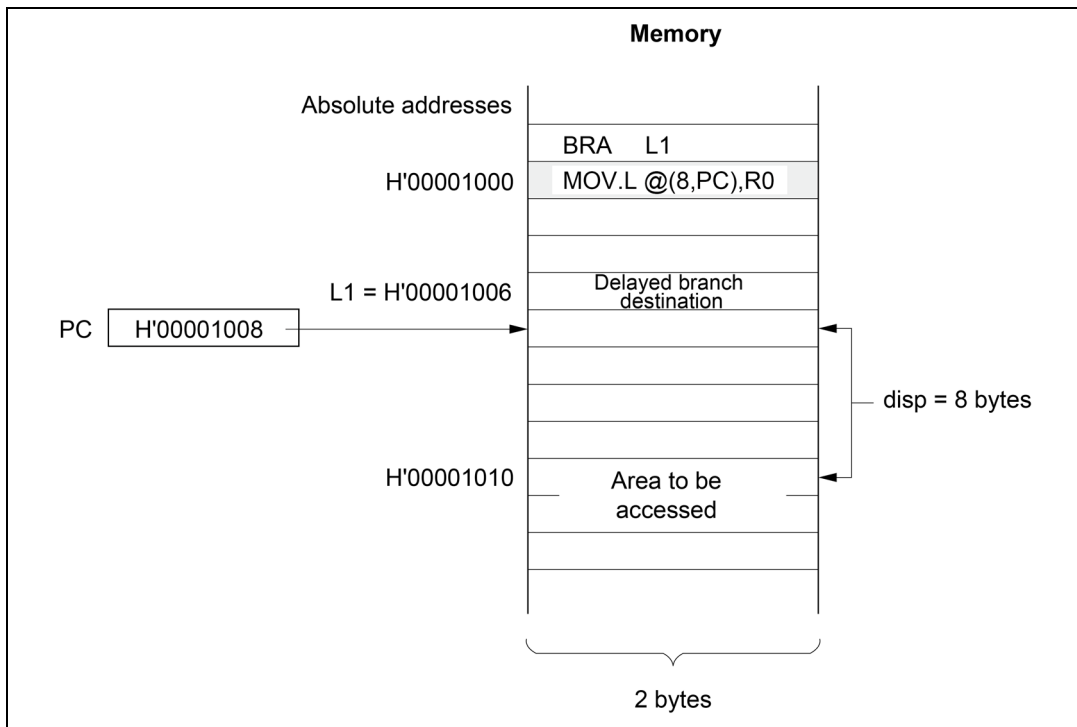 Memory
Absolute addresses
BRA L1
H'00001000
MOV.L @(8,PC),R0
L1 = H'00001006
Delayed branch
destination
PC
H'00001008
disp = 8 bytes
H'00001010
Area to be
accessed
2 bytes